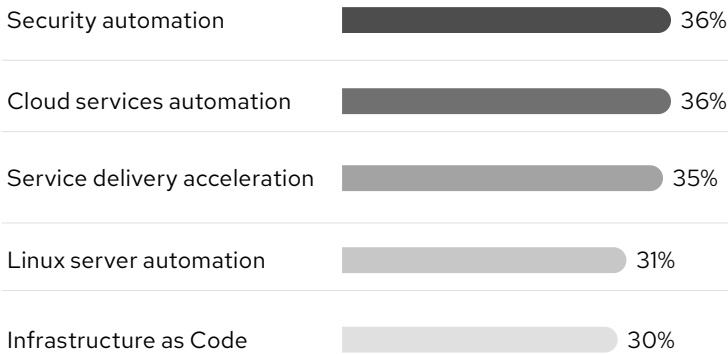 Security automation 36%
Cloud services automation 36%
Service delivery acceleration 35%
Linux server automation 31%
Infrastructure as Code 30%